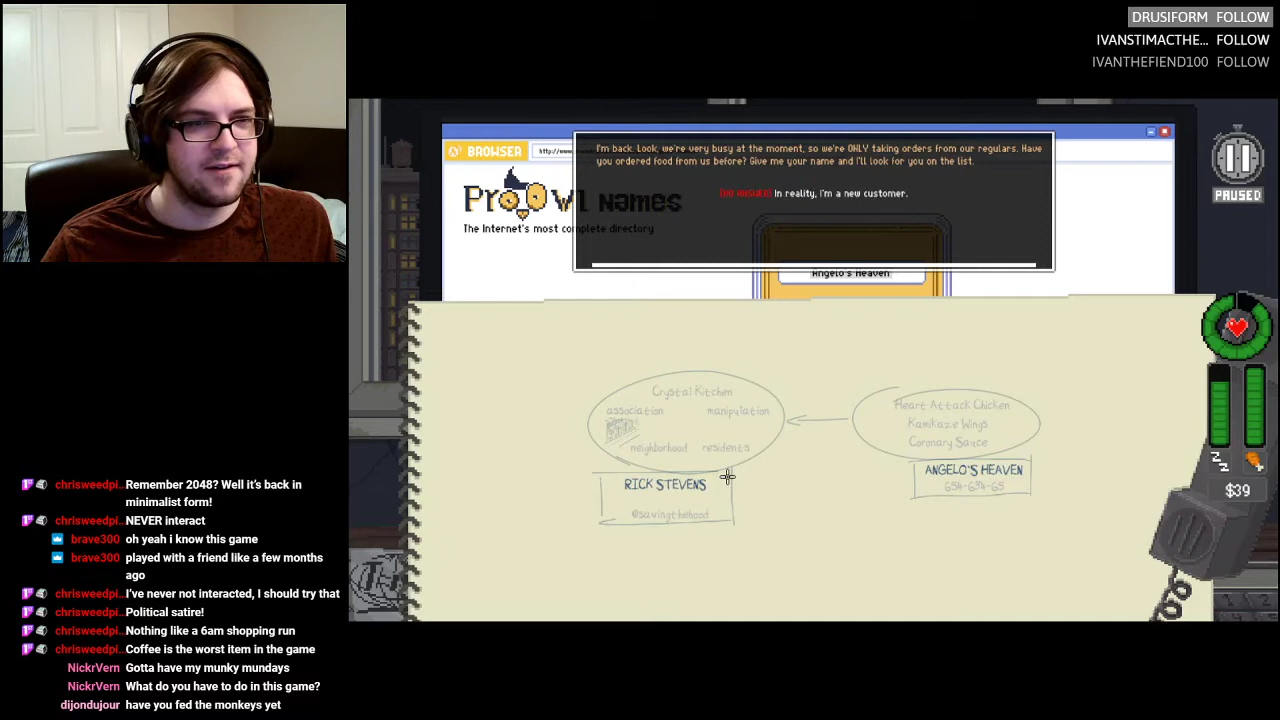 DRUSIFORM FOLLOW
IVANSTIMACTHE... FOLLOW
IVANTHEFIEND100 FOLLOW
I'm back. Look, we're very busy at the moment, so we're ONLY taking orders from our regulars. Have
you ordered food from us before? Give me your name and I'll look for you on the list.
(NO ANSWER) In reality, I'm a new customer.
BROWSER
http://www.
Names
The Internet's most complete directory
Angelo's Heaven
PAUSED
Crystal Kitchen
association manipulation
neighborhood residents
RICK STEVENS
@savingthehood
Heart Attack Chicken
Kamikaze Wings
Coronary Sauce
ANGELO'S HEAVEN
$39
chrisweedpi.. Remember 2048? Well it's back in
minimalist form!
chrisweedpi.. NEVER interact
brave300 oh yeah i know this game
brave300 played with a friend like a few months
ago
chrisweedpi.. I've never not interacted, I should try that
chrisweedpi.. Political satire!
chrisweedpi.. Nothing like a 6am shopping run
chrisweedpi.. Coffee is the worst item in the game
NickrVern Gotta have my munky mundays
NickrVern What do you have to do in this game?
dijondujour have you fed the monkeys yet